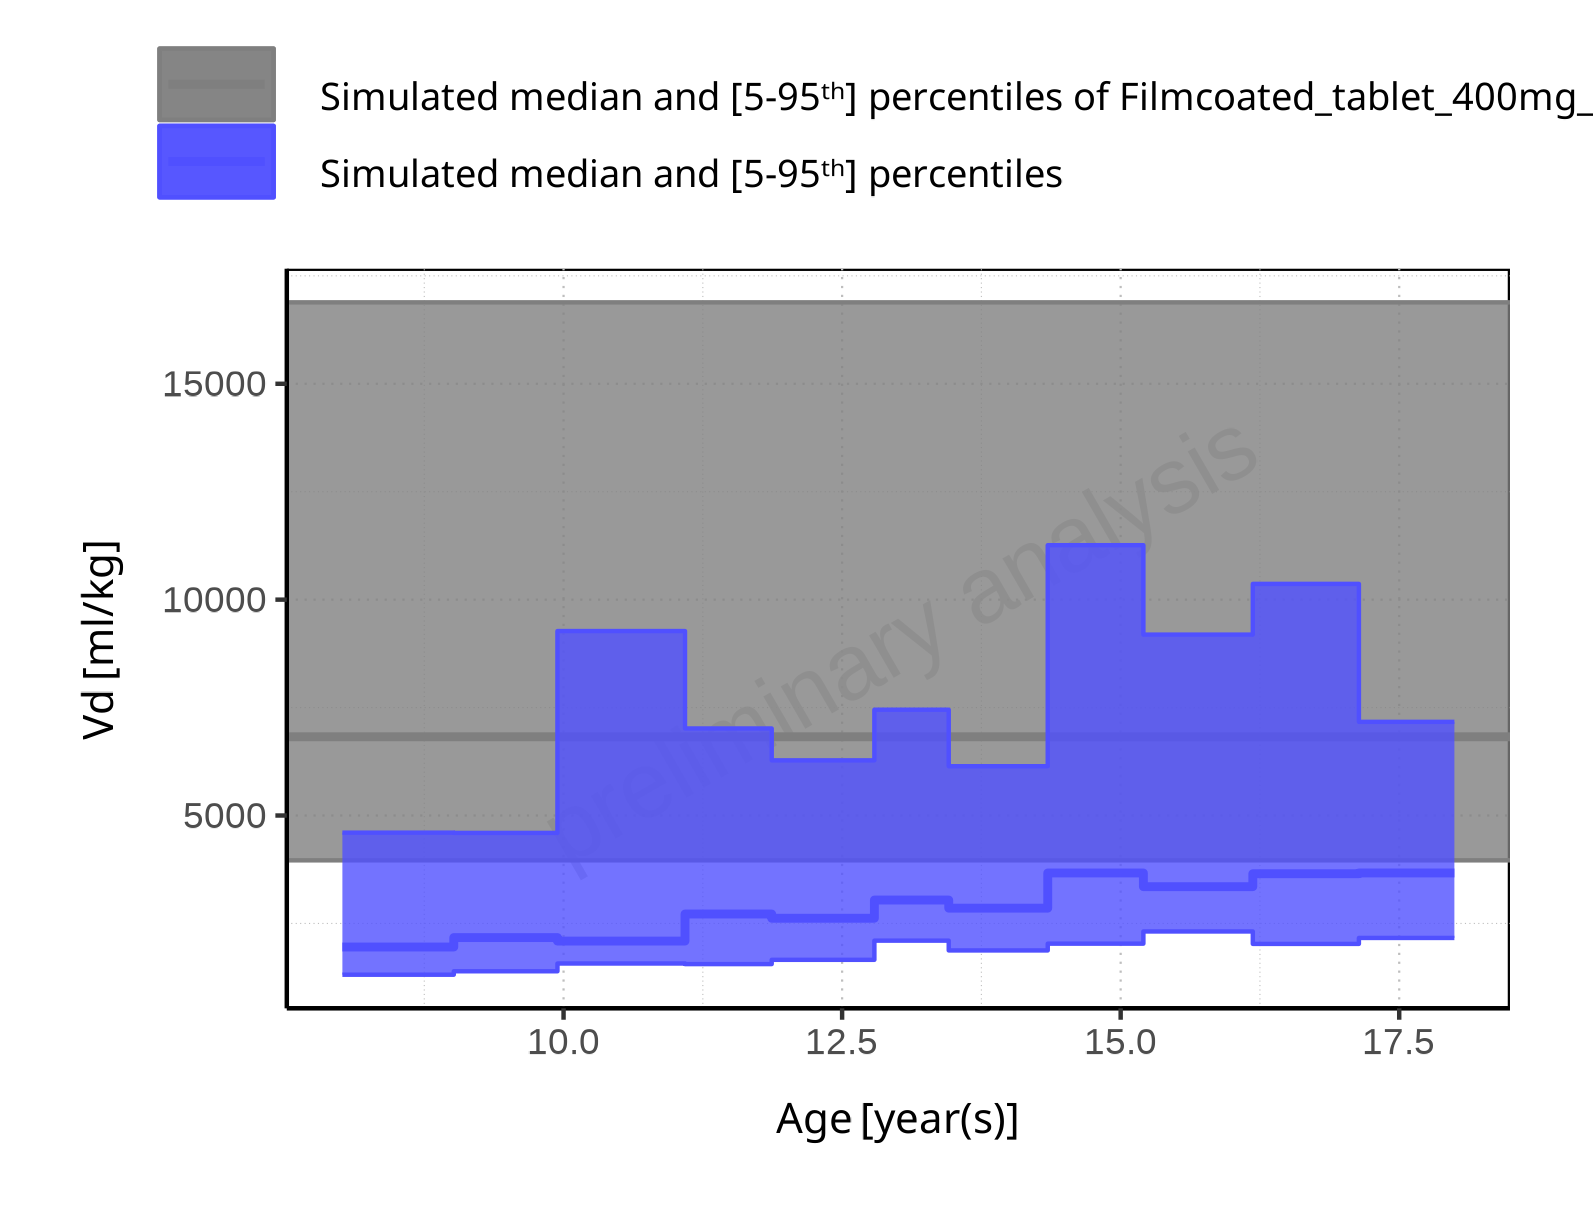 Simulated median and [5-95ᵗʰ] percentiles of Filmcoated_tablet_400mg_
Simulated median and [5-95ᵗʰ] percentiles
Vd [ml/kg]
15000
10000
5000
preliminary analysis
10.0 12.5 15.0 17.5
Age [year(s)]